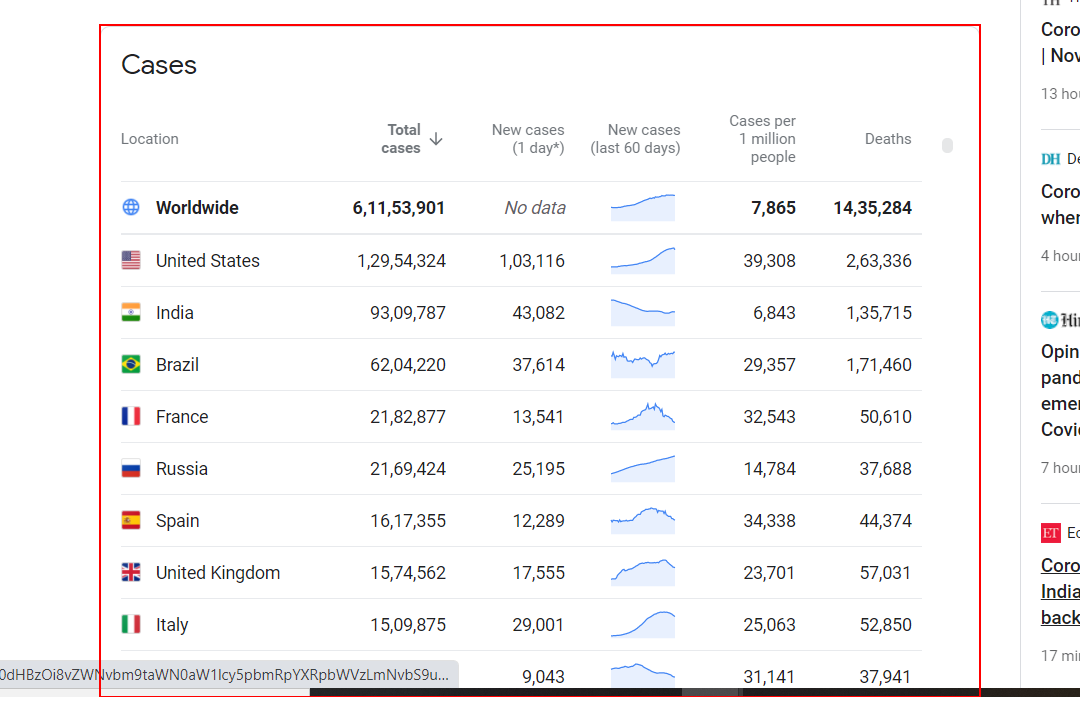 Cases
Location Total cases New cases (1 day*) New cases (last 60 days) Cases per 1 million people Deaths
Worldwide 6,11,53,901 No data 7,865 14,35,284
United States 1,29,54,324 1,03,116 39,308 2,63,336
India 93,09,787 43,082 6,843 1,35,715
Brazil 62,04,220 37,614 29,357 1,71,460
France 21,82,877 13,541 32,543 50,610
Russia 21,69,424 25,195 14,784 37,688
Spain 16,17,355 12,289 34,338 44,374
United Kingdom 15,74,562 17,555 23,701 57,031
Italy 15,09,875 29,001 25,063 52,850
9,043 31,141 37,941
0dHBzOi8vZWNvbm9taWN0aW1lcy5pbmRpYXRpbWVzLmNvbS9u...
Coro
| Nov
13 hou
DH De
Coro
when
4 hour
Hin
Opin
pand
emer
Covid
7 hour
ET Ec
Coro
India
back
17 min